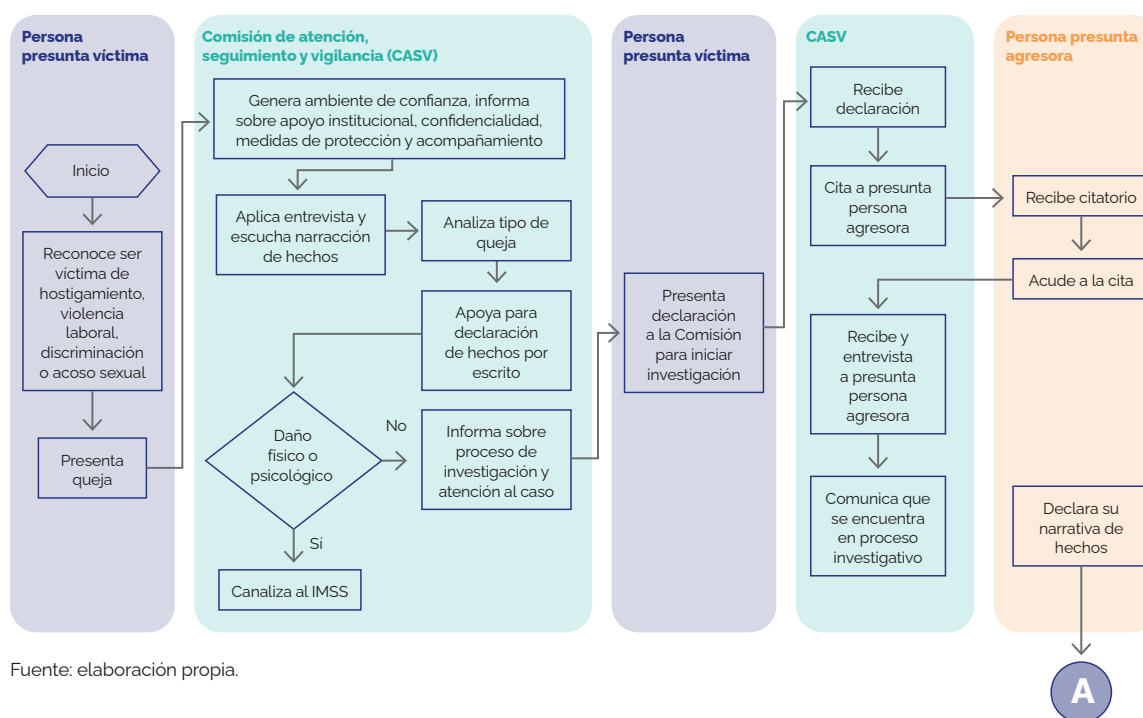 Persona
presunta víctima
Inicio
Reconoce ser
víctima de
hostigamiento,
violencia
laboral,
discriminación
o acoso sexual
Presenta
queja
Comisión de atención,
seguimiento y vigilancia (CASV)
Genera ambiente de confianza, informa
sobre apoyo institucional, confidencialidad,
medidas de protección y acompañamiento
Aplica entrevista y
escucha narracción
de hechos
Analiza tipo de
queja
Apoya para
declaración
de hechos por
escrito
Daño
físico o
psicológico
No
Informa sobre
proceso de
investigación y
atención al caso
Sí
Canaliza al IMSS
Persona
presunta víctima
Presenta
declaración
a la Comisión
para iniciar
investigación
CASV
Recibe
declaración
Cita a presunta
persona
agresora
Recibe y
entrevista
a presunta
persona
agresora
Comunica que
se encuentra
en proceso
investigativo
Persona presunta
agresora
Recibe citatorio
Acude a la cita
Declara su
narrativa de
hechos
A
Fuente: elaboración propia.